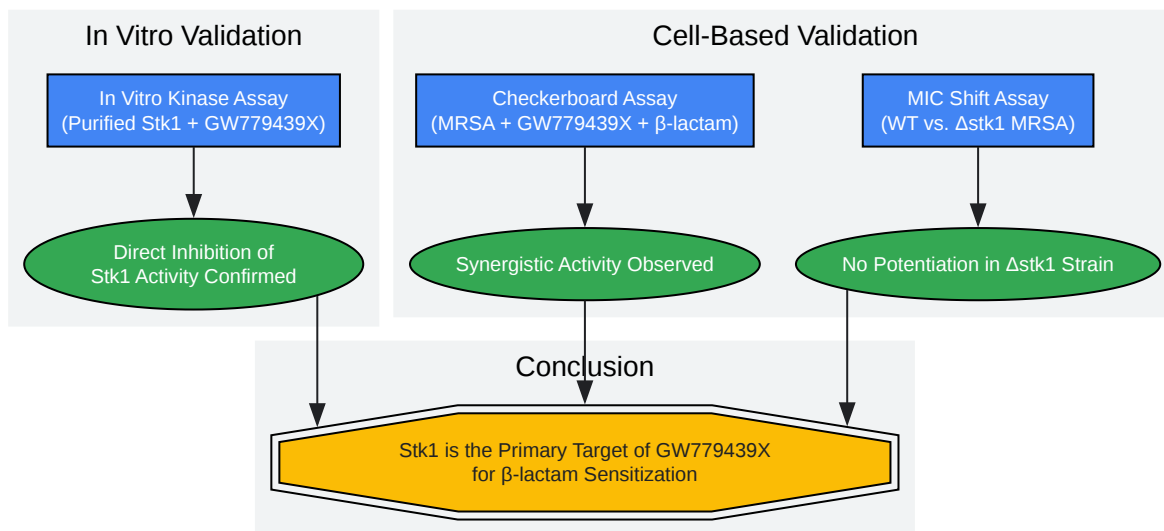 In Vitro Validation
In Vitro Kinase Assay
(Purified Stk1 + GW779439X)
Direct Inhibition of
Stk1 Activity Confirmed
Cell-Based Validation
Checkerboard Assay
(MRSA + GW779439X + β-lactam)
Synergistic Activity Observed
MIC Shift Assay
(WT vs. Δstk1 MRSA)
No Potentiation in Δstk1 Strain
Conclusion
Stk1 is the Primary Target of GW779439X
for β-lactam Sensitization